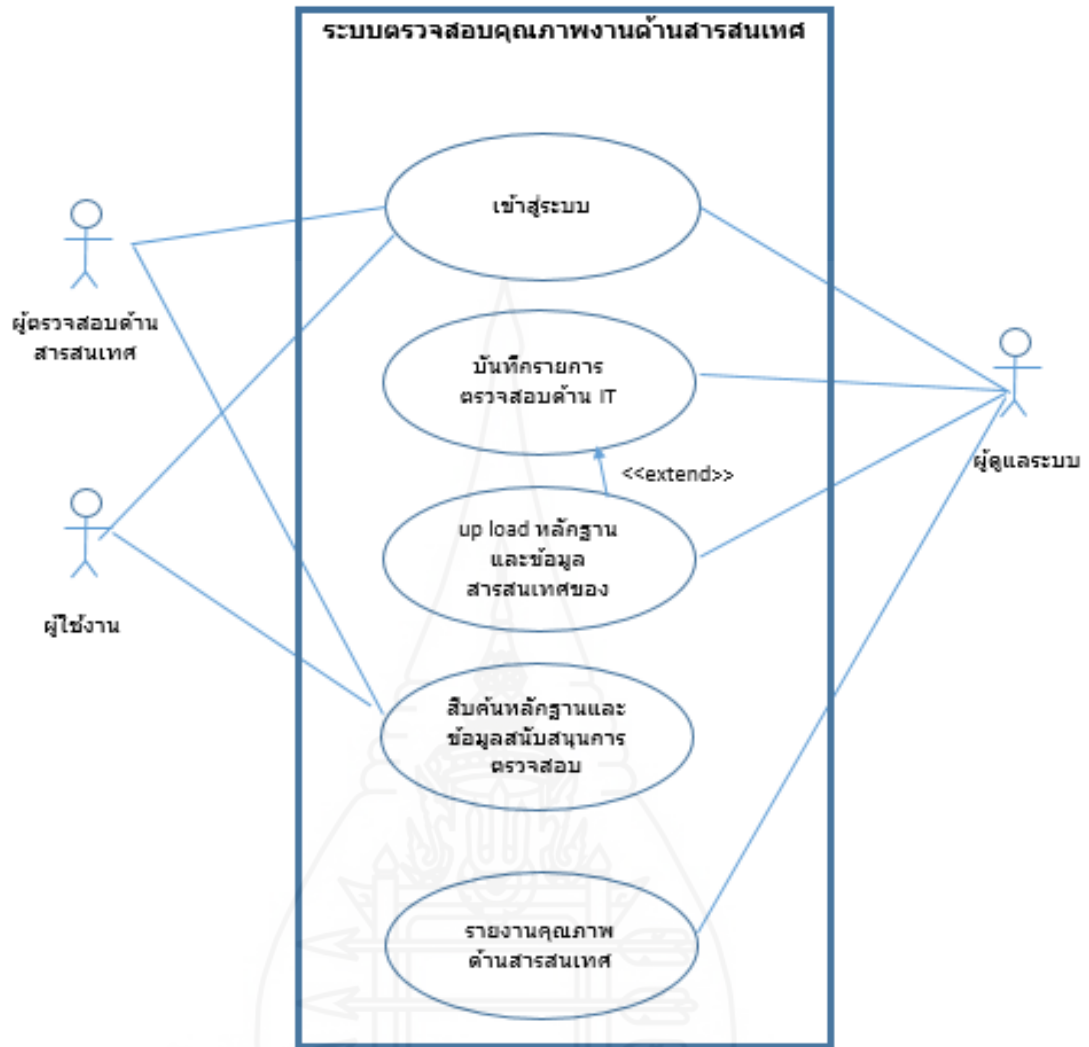 ระบบตรวจสอบคุณภาพงานด้านสารสนเทศ
เข้าสู่ระบบ
ผู้ตรวจสอบด้าน
สารสนเทศ
บันทึกรายการ
ตรวจสอบด้าน IT
ผู้ดูแลระบบ
<<extend>>
up load หลักฐาน
และข้อมูล
สารสนเทศของ
ผู้ใช้งาน
สืบค้นหลักฐานและ
ข้อมูลสนับสนุนการ
ตรวจสอบ
รายงานคุณภาพ
ด้านสารสนเทศ